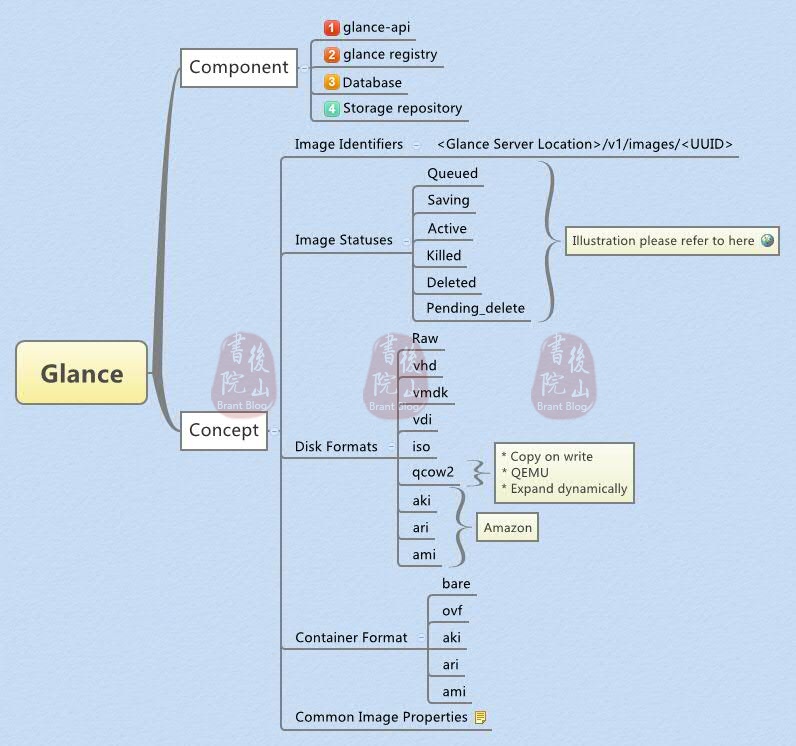 Glance
Component
1 glance-api
2 glance registry
3 Database
4 Storage repository
Concept
Image Identifiers
<Glance Server Location>/v1/images/<UUID>
Image Statuses
Queued
Saving
Active
Killed
Deleted
Pending_delete
Illustration please refer to here
Disk Formats
Raw
vhd
vmdk
vdi
iso
qcow2
* Copy on write
* QEMU
* Expand dynamically
aki
ari
ami
Amazon
Container Format
bare
ovf
aki
ari
ami
Common Image Properties
後山書院
Brant Blog
後山書院
Brant Blog
後山書院
Brant Blog